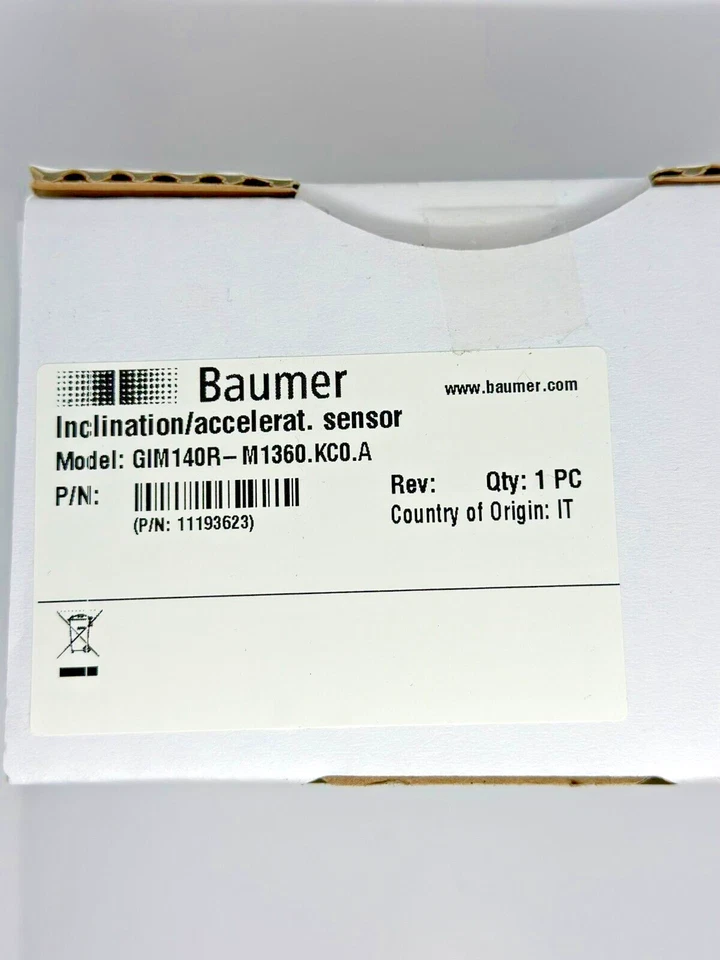 Baumer
www.baumer.com
Inclination/accelerat. sensor
Model: GIM140R-M1360.KC0.A
P/N:
(P/N: 11193623)
Rev: Qty: 1 PC
Country of Origin: IT